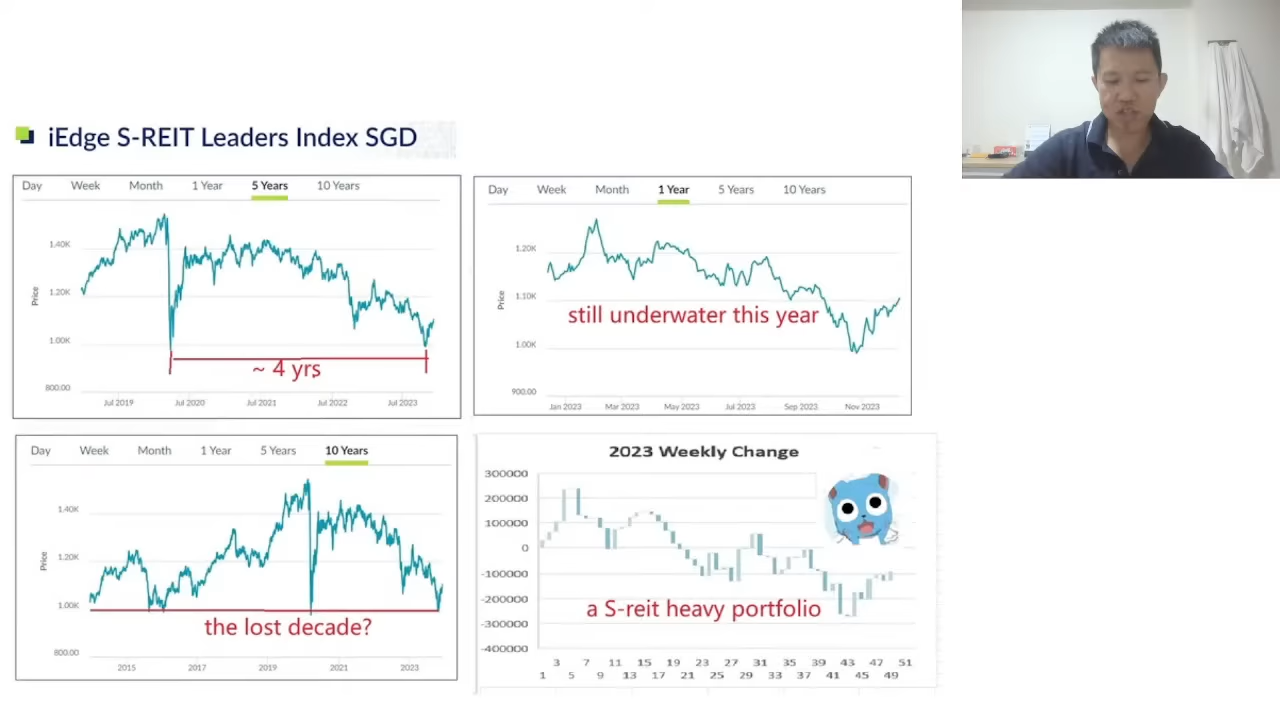 iEdge S-REIT Leaders Index SGD
Day Week Month 1 Year 5 Years 10 Years
1.40K
1.20K
1.00K
800.00
Price
~ 4 yrs
Jul 2019 Jul 2020 Jul 2021 Jul 2022 Jul 2023
Day Week Month 1 Year 5 Years 10 Years
1.20K
1.10K
1.00K
900.00
Price
still underwater this year
Jan 2023 Mar 2023 May 2023 Jul 2023 Sep 2023 Nov 2023
Day Week Month 1 Year 5 Years 10 Years
1.40K
1.20K
1.00K
800.00
Price
the lost decade?
2015 2017 2019 2021 2023
2023 Weekly Change
300000
200000
100000
0
-100000
-200000
-300000
-400000
a S-reit heavy portfolio
3 7 11 15 19 23 27 31 35 39 43 47 51
1 5 9 13 17 21 25 29 33 37 41 45 49